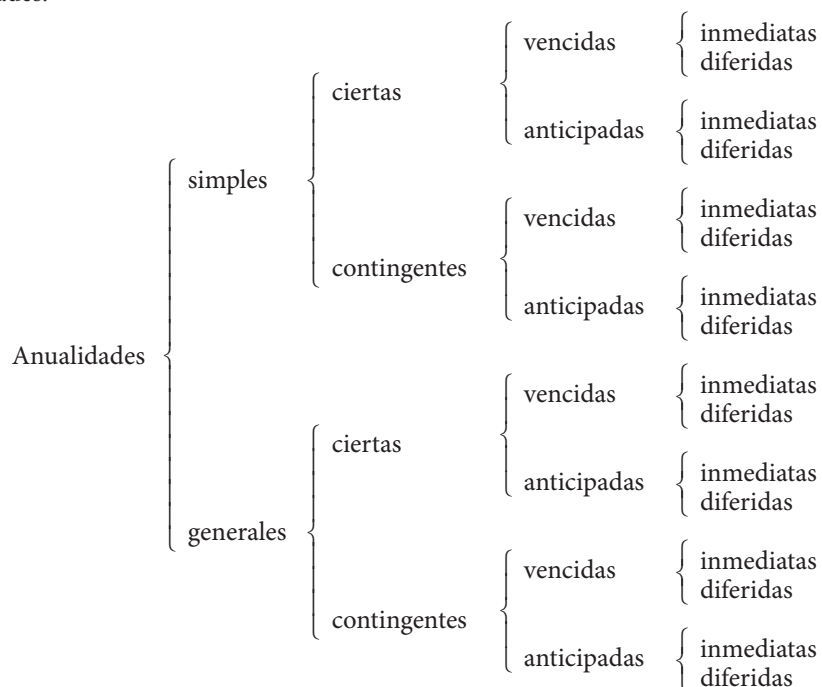 ades.
inmediatas
vencidas
diferidas
ciertas
inmediatas
anticipadas
diferidas
simples
inmediatas
vencidas
diferidas
contingentes
inmediatas
anticipadas
diferidas
Anualidades
inmediatas
vencidas
diferidas
ciertas
inmediatas
anticipadas
diferidas
generales
inmediatas
vencidas
diferidas
contingentes
inmediatas
anticipadas
diferidas